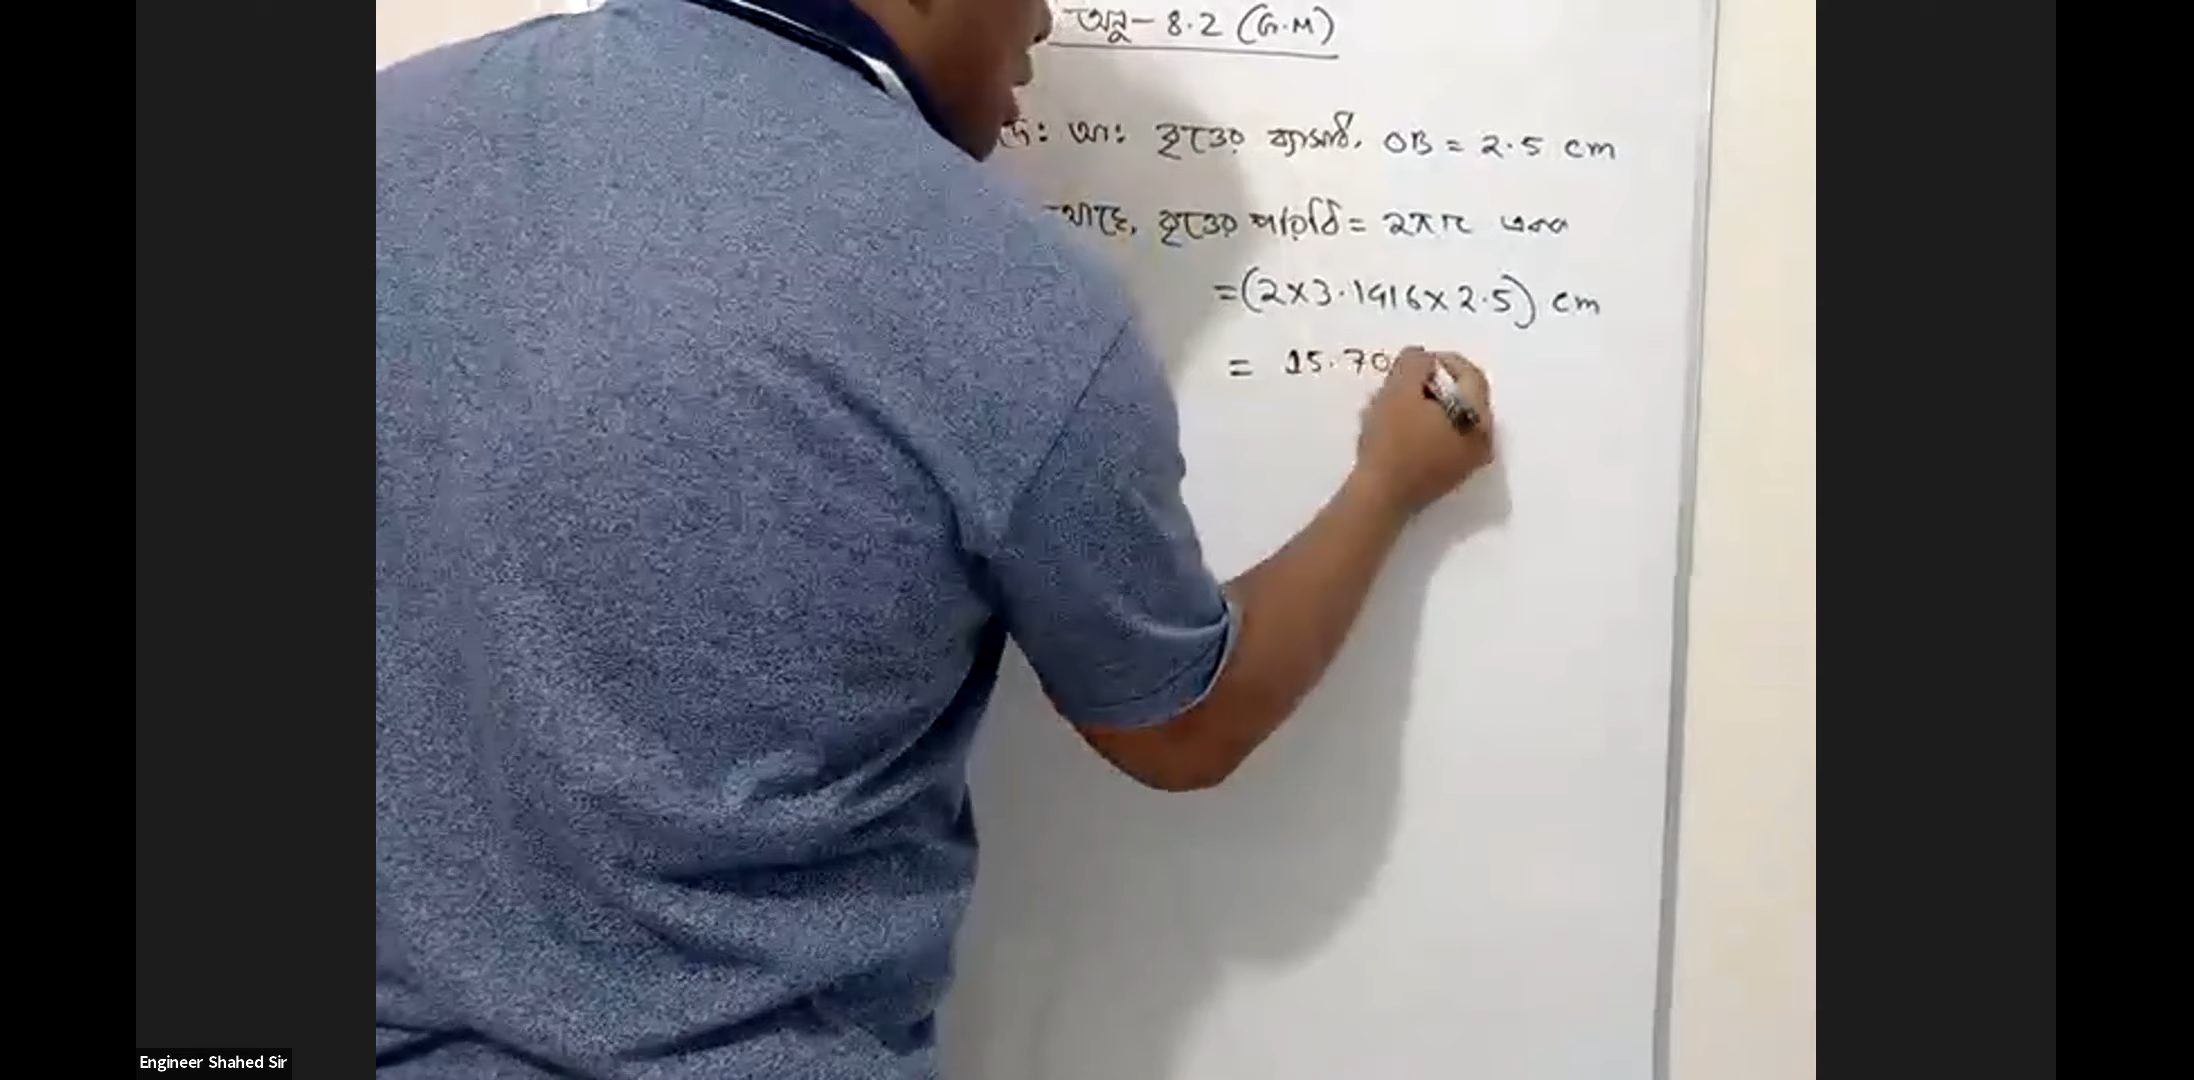 অনু- 8.2 (G.M)
দে: আ: বৃত্তের ব্যাসার্ধ, OB = 2.5 cm
বৃত্তের পরিধি = 2πr একক
= (2×3.1416×2.5) cm
= 15.70
Engineer Shahed Sir